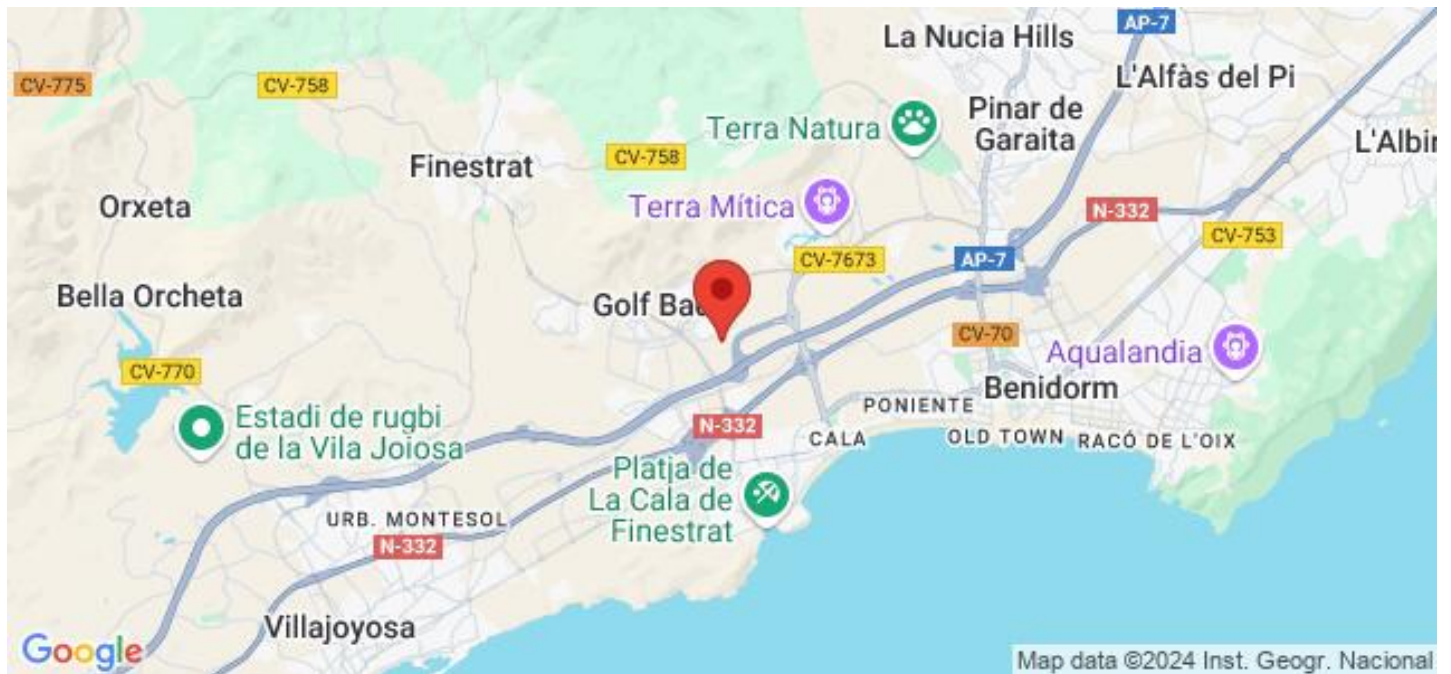 AP-7
La Nucia Hills
L'Alfàs del Pi
CV-775
CV-758
Pinar de
Garaita
Terra Natura
L'Albir
Finestrat
CV-758
Orxeta
Terra Mítica
N-332
CV-753
CV-7673
AP-7
Bella Orcheta
Golf Ba
CV-70
Aqualandia
CV-770
Benidorm
PONIENTE
Estadi de rugbi
de la Vila Joiosa
N-332
CALA
OLD TOWN
RACÓ DE L'OIX
Platja de
La Cala de
Finestrat
URB. MONTESOL
N-332
Villajoyosa
Google
Map data ©2024 Inst. Geogr. Nacional